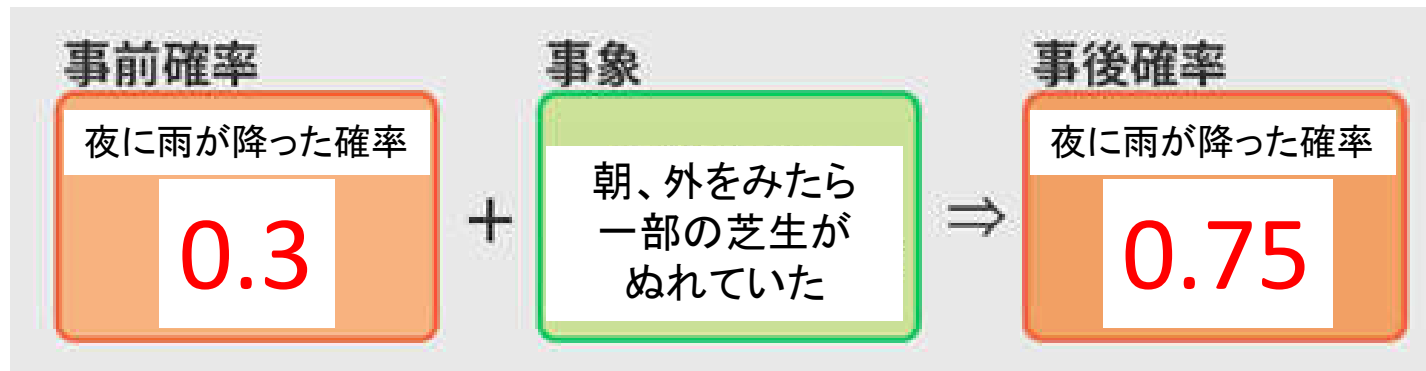 事前確率
夜に雨が降った確率
0.3
+
事象
朝、外をみたら
一部の芝生が
ぬれていた
⇒
事後確率
夜に雨が降った確率
0.75